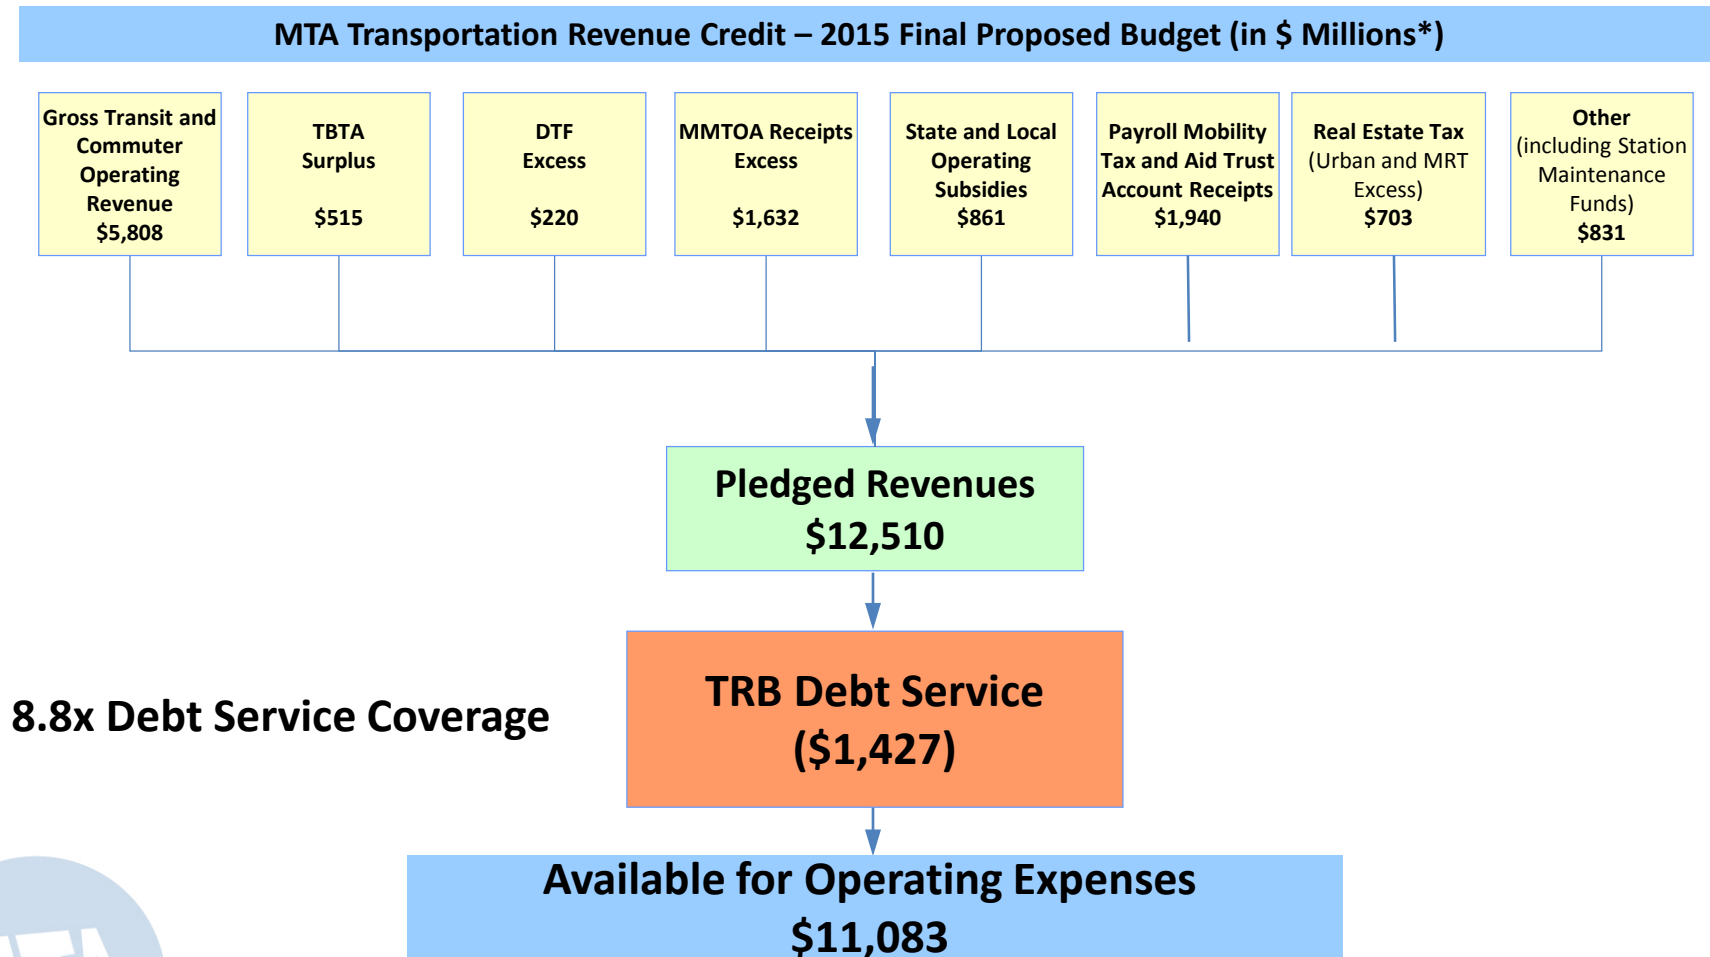 MTA Transportation Revenue Credit – 2015 Final Proposed Budget (in $ Millions*)
Gross Transit and
Commuter
Operating
Revenue
$5,808
TBTA
Surplus
$515
DTF
Excess
$220
MMTOA Receipts
Excess
$1,632
State and Local
Operating
Subsidies
$861
Payroll Mobility
Tax and Aid Trust
Account Receipts
$1,940
Real Estate Tax
(Urban and MRT
Excess)
$703
Other
(including Station
Maintenance
Funds)
$831
Pledged Revenues
$12,510
TRB Debt Service
($1,427)
8.8x Debt Service Coverage
Available for Operating Expenses
$11,083